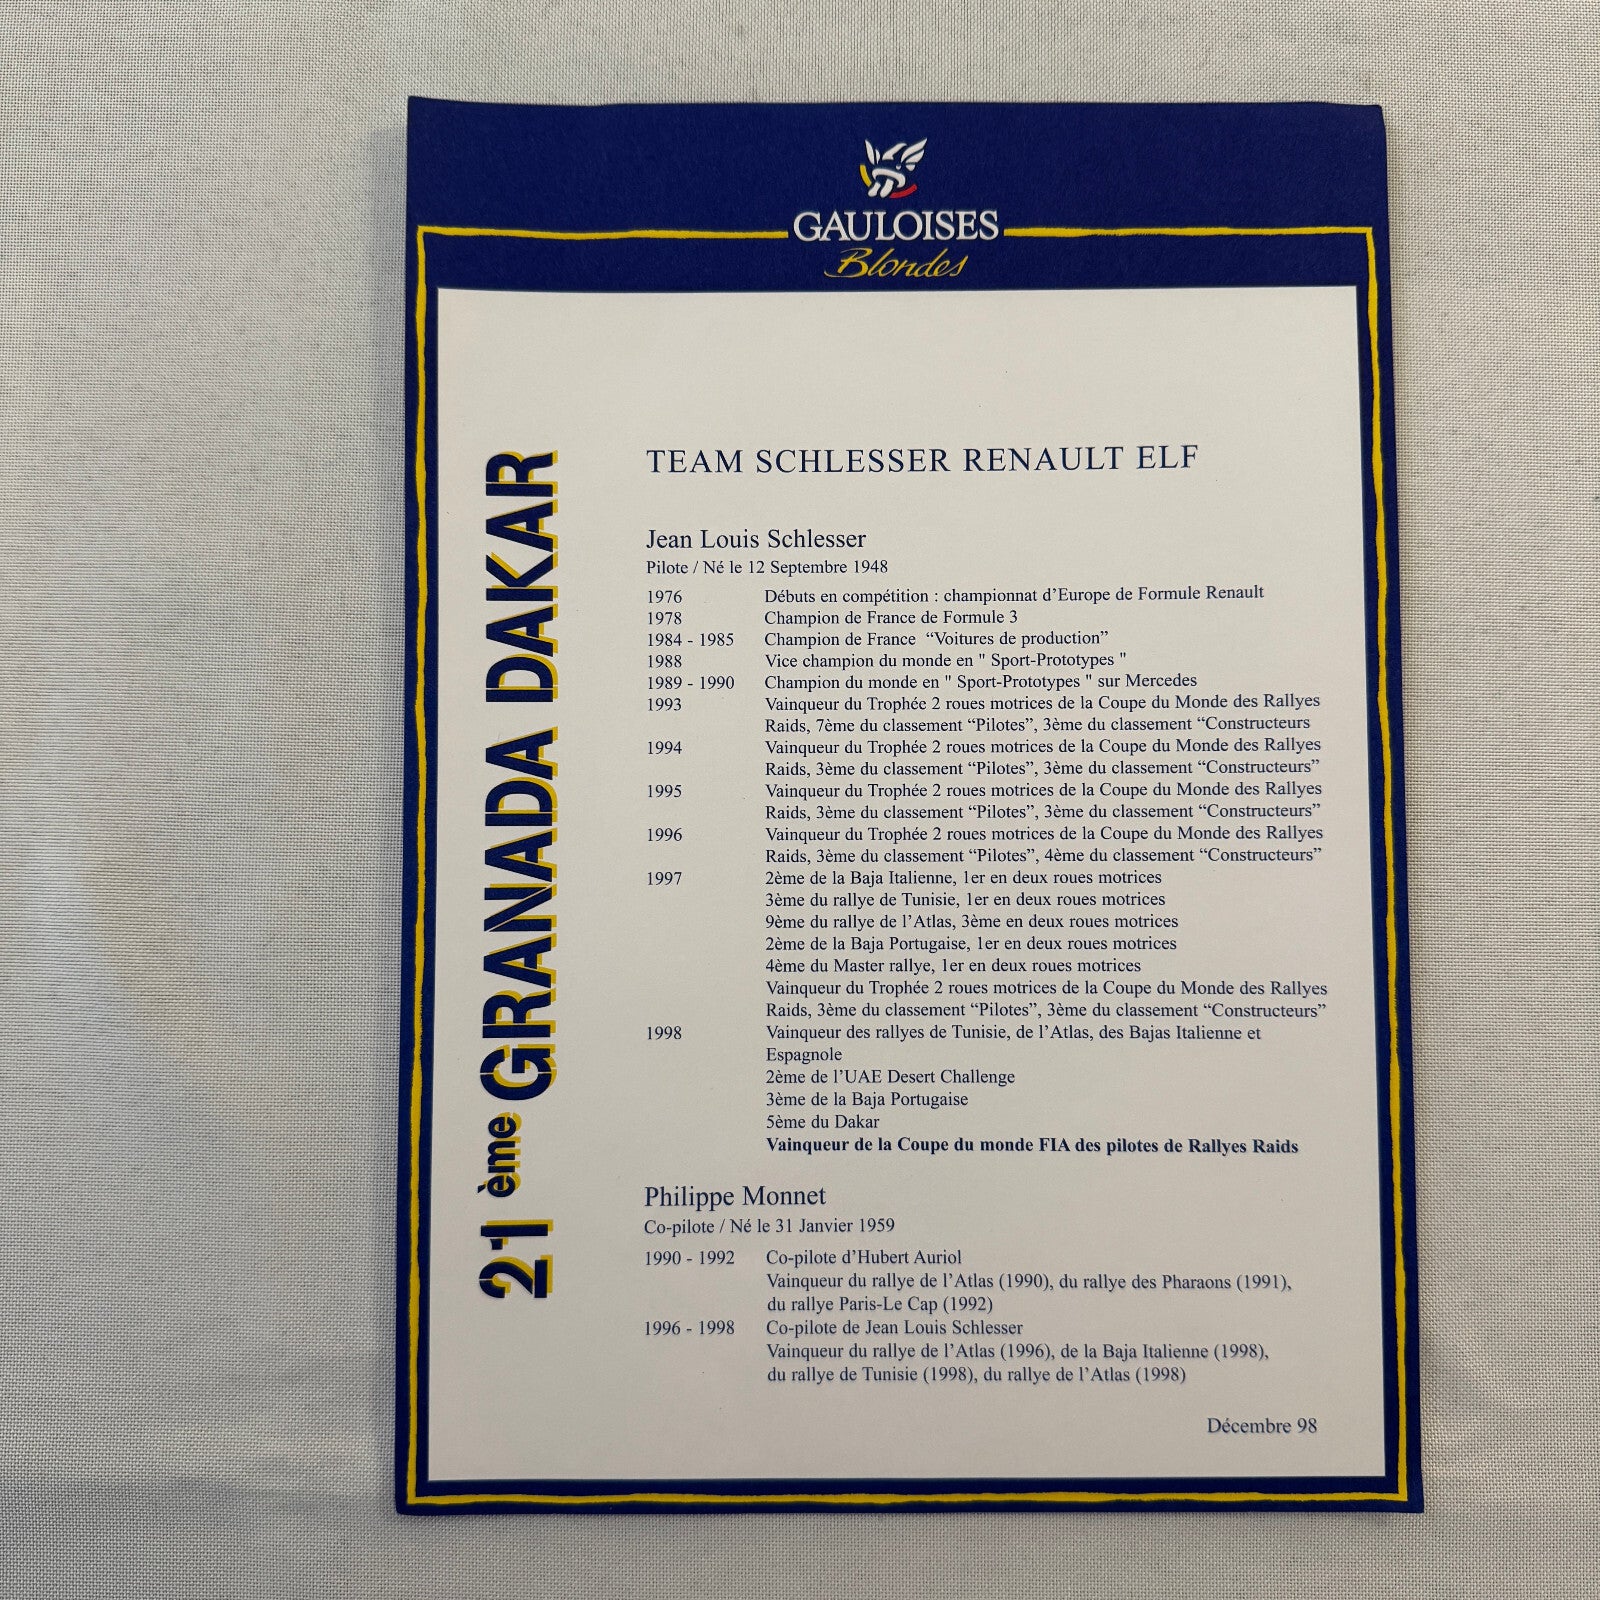 GAULOISES
Blondes
21 ème GRANADA DAKAR
TEAM SCHLESSER RENAULT ELF
Jean Louis Schlesser
Pilote / Né le 12 Septembre 1948
1976 Débuts en compétition : championnat d’Europe de Formule Renault
1978 Champion de France de Formule 3
1984 - 1985 Champion de France “Voitures de production”
1988 Vice champion du monde en " Sport-Prototypes "
1989 - 1990 Champion du monde en " Sport-Prototypes " sur Mercedes
1993 Vainqueur du Trophée 2 roues motrices de la Coupe du Monde des Rallyes
Raids, 7ème du classement “Pilotes”, 3ème du classement “Constructeurs
1994 Vainqueur du Trophée 2 roues motrices de la Coupe du Monde des Rallyes
Raids, 3ème du classement “Pilotes”, 3ème du classement “Constructeurs”
1995 Vainqueur du Trophée 2 roues motrices de la Coupe du Monde des Rallyes
Raids, 3ème du classement “Pilotes”, 3ème du classement “Constructeurs”
1996 Vainqueur du Trophée 2 roues motrices de la Coupe du Monde des Rallyes
Raids, 3ème du classement “Pilotes”, 4ème du classement “Constructeurs”
1997 2ème de la Baja Italienne, 1er en deux roues motrices
3ème du rallye de Tunisie, 1er en deux roues motrices
9ème du rallye de l’Atlas, 3ème en deux roues motrices
2ème de la Baja Portugaise, 1er en deux roues motrices
4ème du Master rallye, 1er en deux roues motrices
Vainqueur du Trophée 2 roues motrices de la Coupe du Monde des Rallyes
Raids, 3ème du classement “Pilotes”, 3ème du classement “Constructeurs”
1998 Vainqueur des rallyes de Tunisie, de l’Atlas, des Bajas Italienne et
Espagnole
2ème de l’UAE Desert Challenge
3ème de la Baja Portugaise
5ème du Dakar
Vainqueur de la Coupe du monde FIA des pilotes de Rallyes Raids
Philippe Monnet
Co-pilote / Né le 31 Janvier 1959
1990 - 1992 Co-pilote d’Hubert Auriol
Vainqueur du rallye de l’Atlas (1990), du rallye des Pharaons (1991),
du rallye Paris-Le Cap (1992)
1996 - 1998 Co-pilote de Jean Louis Schlesser
Vainqueur du rallye de l’Atlas (1996), de la Baja Italienne (1998),
du rallye de Tunisie (1998), du rallye de l’Atlas (1998)
Décembre 98